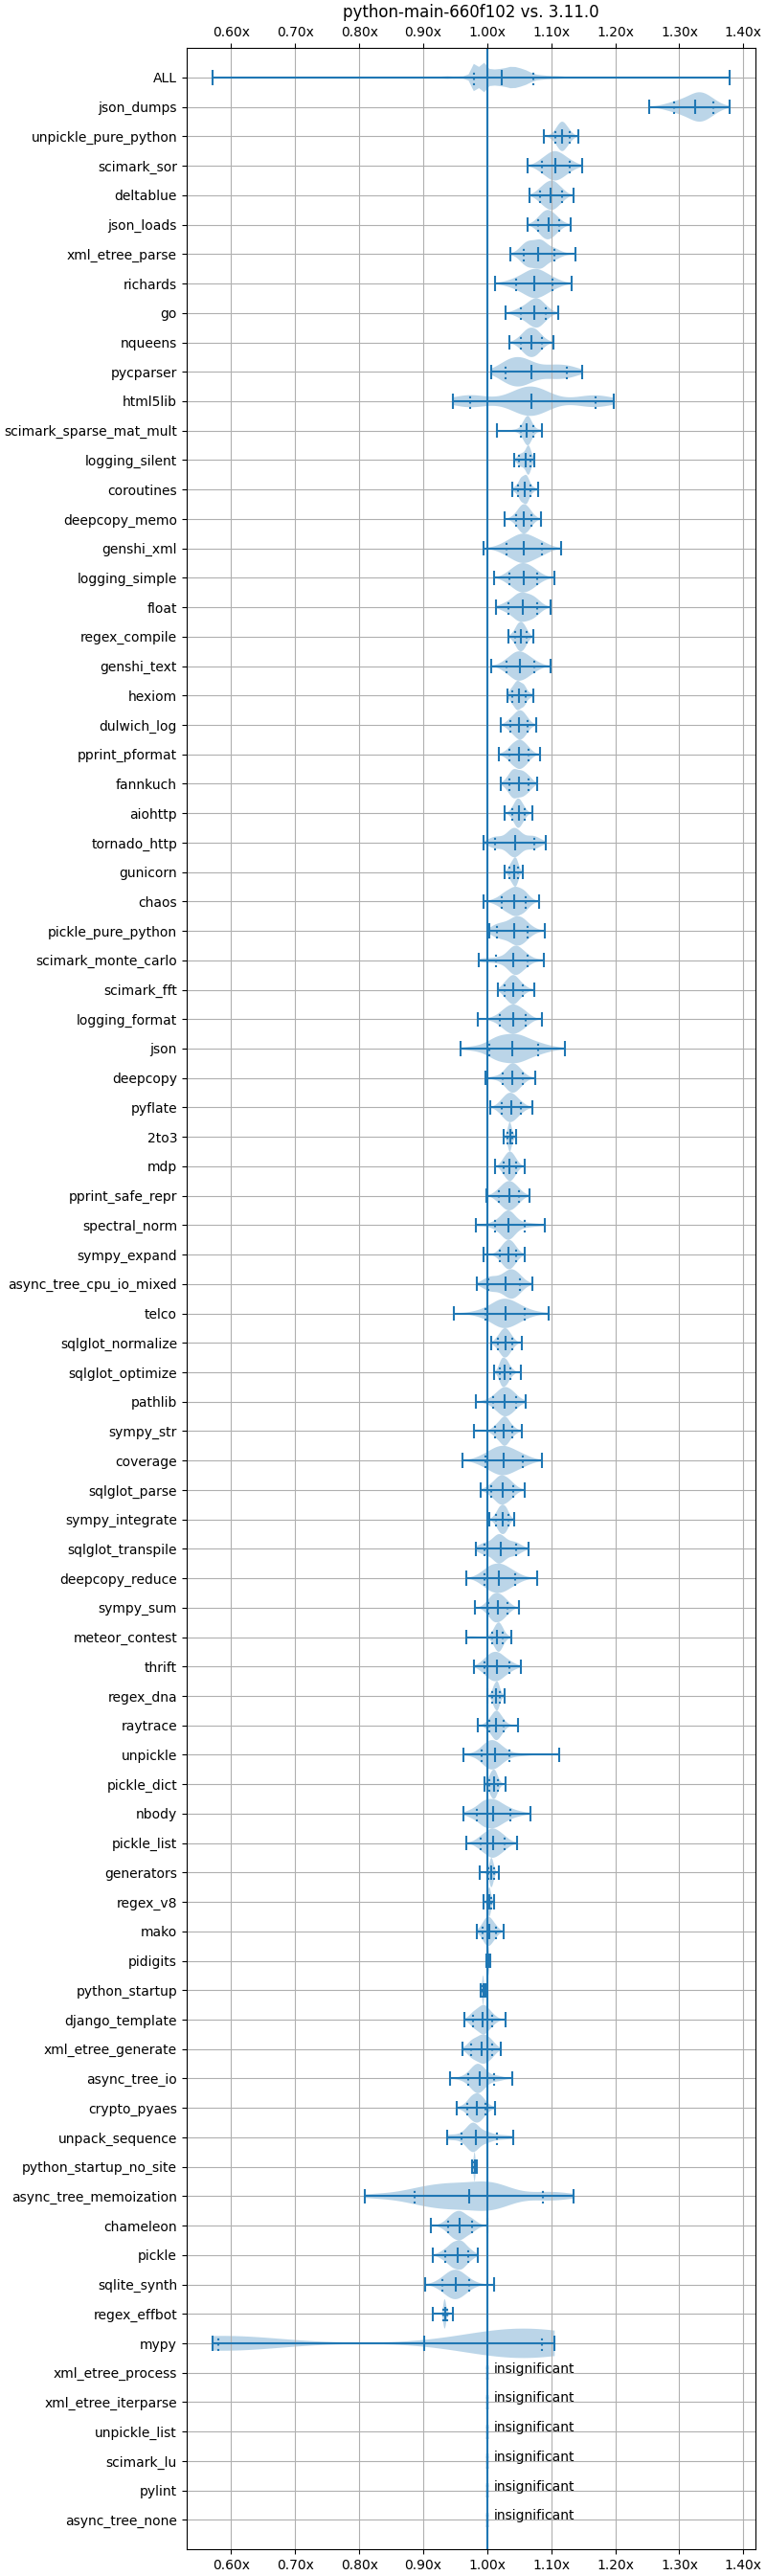 python-main-660f102 vs. 3.11.0
0.60x 0.70x 0.80x 0.90x 1.00x 1.10x 1.20x 1.30x 1.40x
ALL
json_dumps
unpickle_pure_python
scimark_sor
deltablue
json_loads
xml_etree_parse
richards
go
nqueens
pycparser
html5lib
scimark_sparse_mat_mult
logging_silent
coroutines
deepcopy_memo
genshi_xml
logging_simple
float
regex_compile
genshi_text
hexiom
dulwich_log
pprint_pformat
fannkuch
aiohttp
tornado_http
gunicorn
chaos
pickle_pure_python
scimark_monte_carlo
scimark_fft
logging_format
json
deepcopy
pyflate
2to3
mdp
pprint_safe_repr
spectral_norm
sympy_expand
async_tree_cpu_io_mixed
telco
sqlglot_normalize
sqlglot_optimize
pathlib
sympy_str
coverage
sqlglot_parse
sympy_integrate
sqlglot_transpile
deepcopy_reduce
sympy_sum
meteor_contest
thrift
regex_dna
raytrace
unpickle
pickle_dict
nbody
pickle_list
generators
regex_v8
mako
pidigits
python_startup
django_template
xml_etree_generate
async_tree_io
crypto_pyaes
unpack_sequence
python_startup_no_site
async_tree_memoization
chameleon
pickle
sqlite_synth
regex_effbot
mypy
xml_etree_process insignificant
xml_etree_iterparse insignificant
unpickle_list insignificant
scimark_lu insignificant
pylint insignificant
async_tree_none insignificant
0.60x 0.70x 0.80x 0.90x 1.00x 1.10x 1.20x 1.30x 1.40x